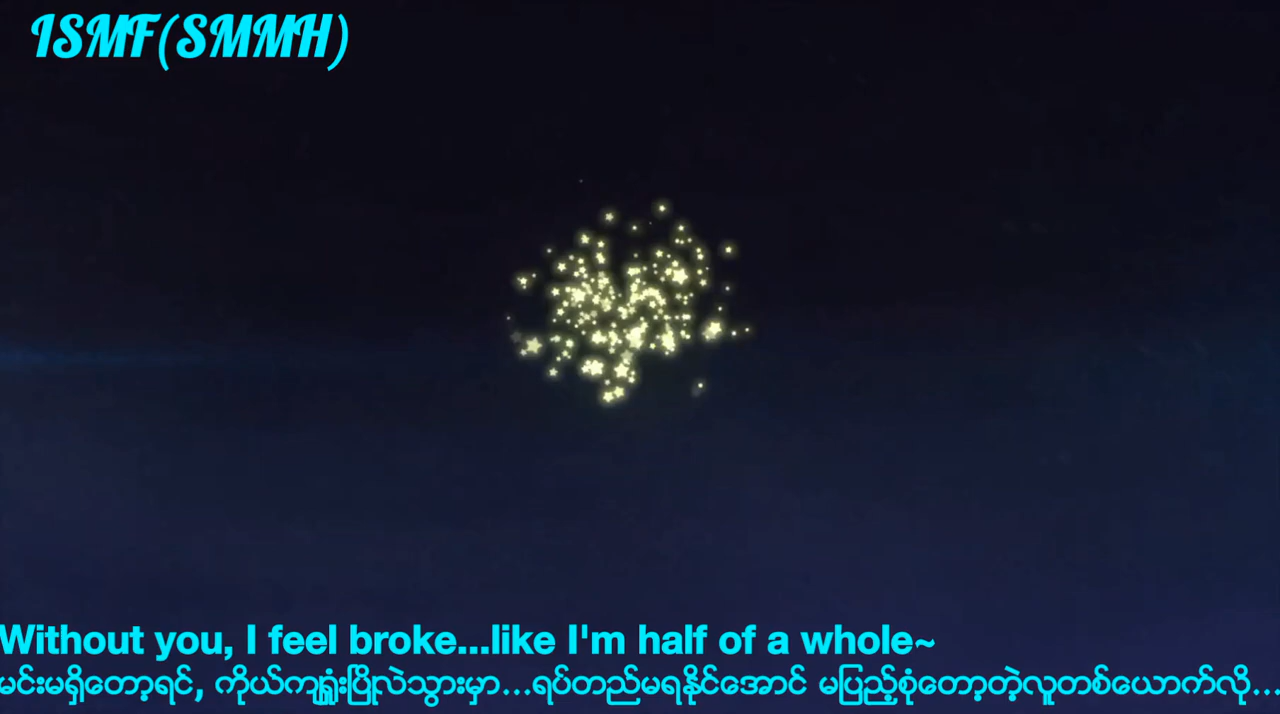 ISMF(SMMH)
Without you, I feel broke...like I'm half of a whole~
မင်းမရှိတော့ရင်, ကိုယ်ကျရှုံးပြိုလဲသွားမှာ...ရပ်တည်မရနိုင်အောင် မပြည့်စုံတော့တဲ့လူတစ်ယောက်လို...